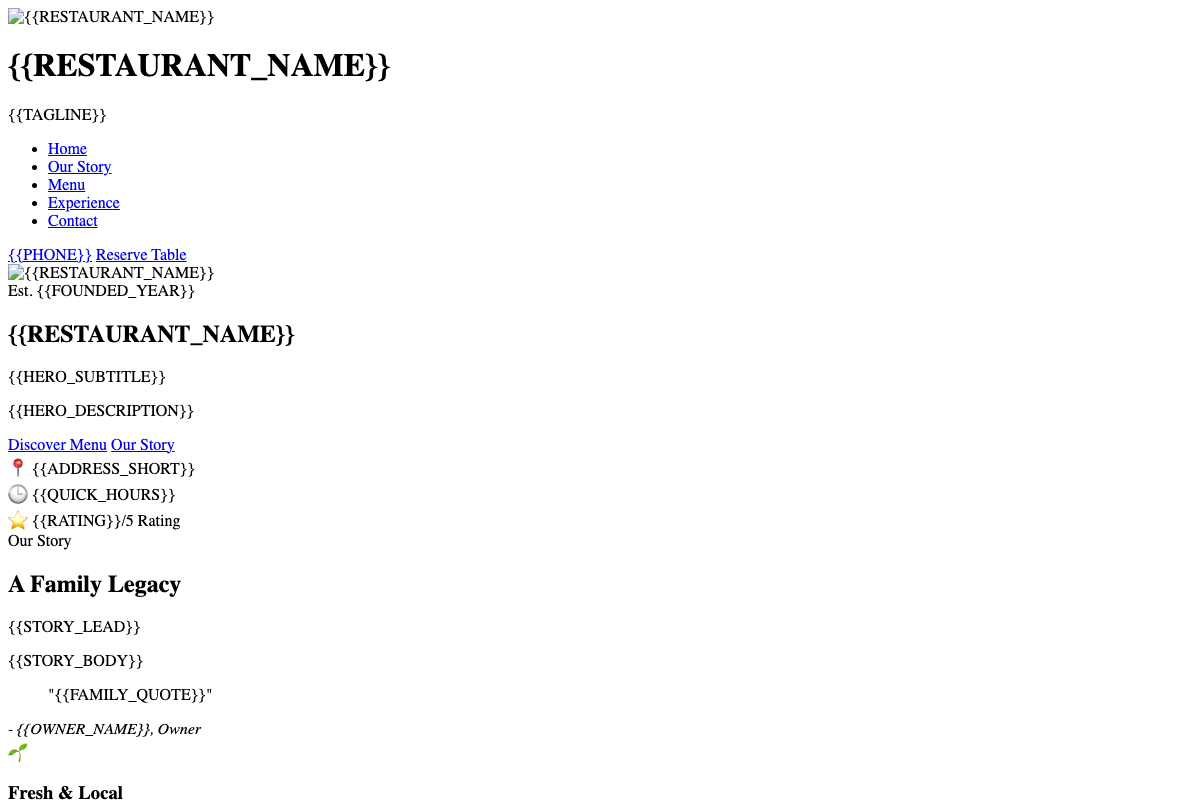 {{RESTAURANT_NAME}}
{{RESTAURANT_NAME}}
{{TAGLINE}}
Home
Our Story
Menu
Experience
Contact
{{PHONE}} Reserve Table
{{RESTAURANT_NAME}}
Est. {{FOUNDED_YEAR}}
{{RESTAURANT_NAME}}
{{HERO_SUBTITLE}}
{{HERO_DESCRIPTION}}
Discover Menu Our Story
{{ADDRESS_SHORT}}
{{QUICK_HOURS}}
{{RATING}}/5 Rating
Our Story
A Family Legacy
{{STORY_LEAD}}
{{STORY_BODY}}
"{{FAMILY_QUOTE}}"
- {{OWNER_NAME}}, Owner
Fresh & Local